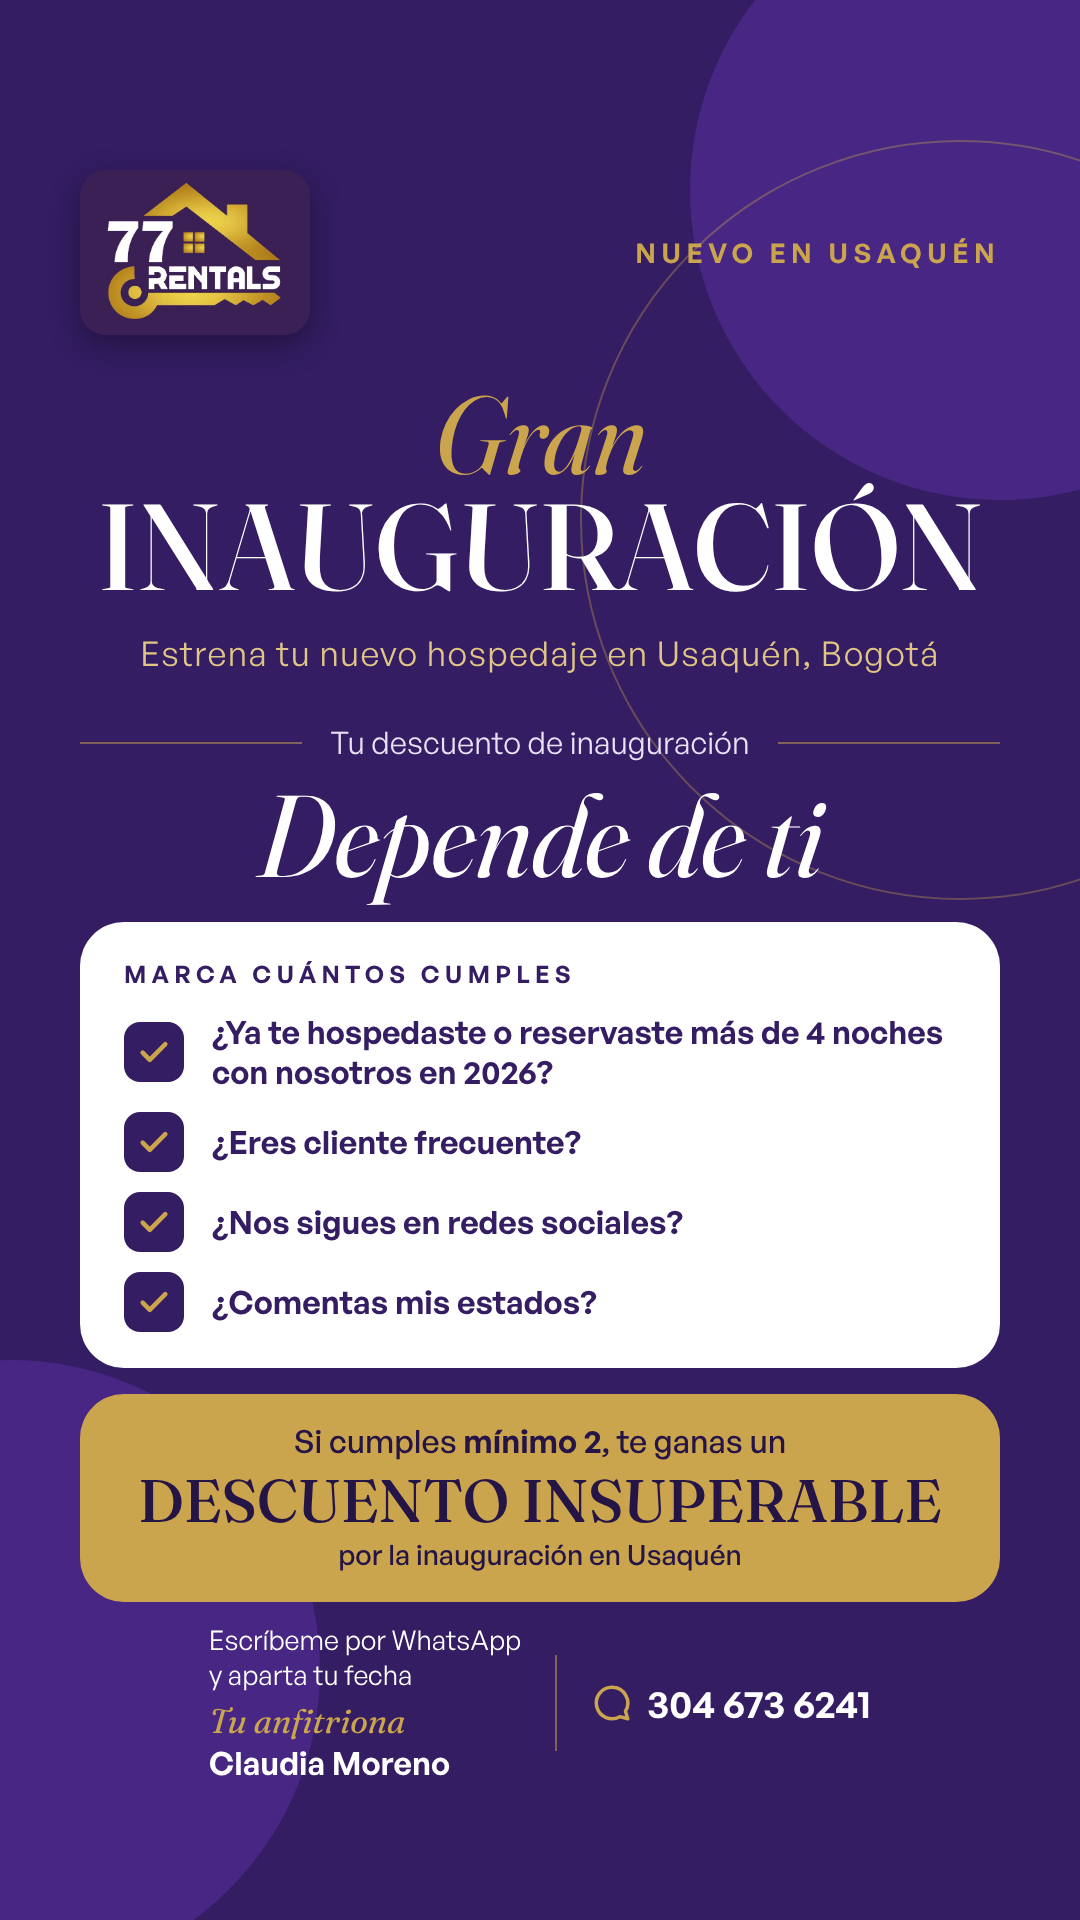 77
RENTALS
NUEVO EN USAQUÉN
Gran
INAUGURACIÓN
Estrena tu nuevo hospedaje en Usaquén, Bogotá
Tu descuento de inauguración
Depende de ti
MARCA CUÁNTOS CUMPLES
¿Ya te hospedaste o reservaste más de 4 noches
con nosotros en 2026?
¿Eres cliente frecuente?
¿Nos sigues en redes sociales?
¿Comentas mis estados?
Si cumples mínimo 2, te ganas un
DESCUENTO INSUPERABLE
por la inauguración en Usaquén
Escríbeme por WhatsApp
y aparta tu fecha
Tu anfitriona
Claudia Moreno
304 673 6241